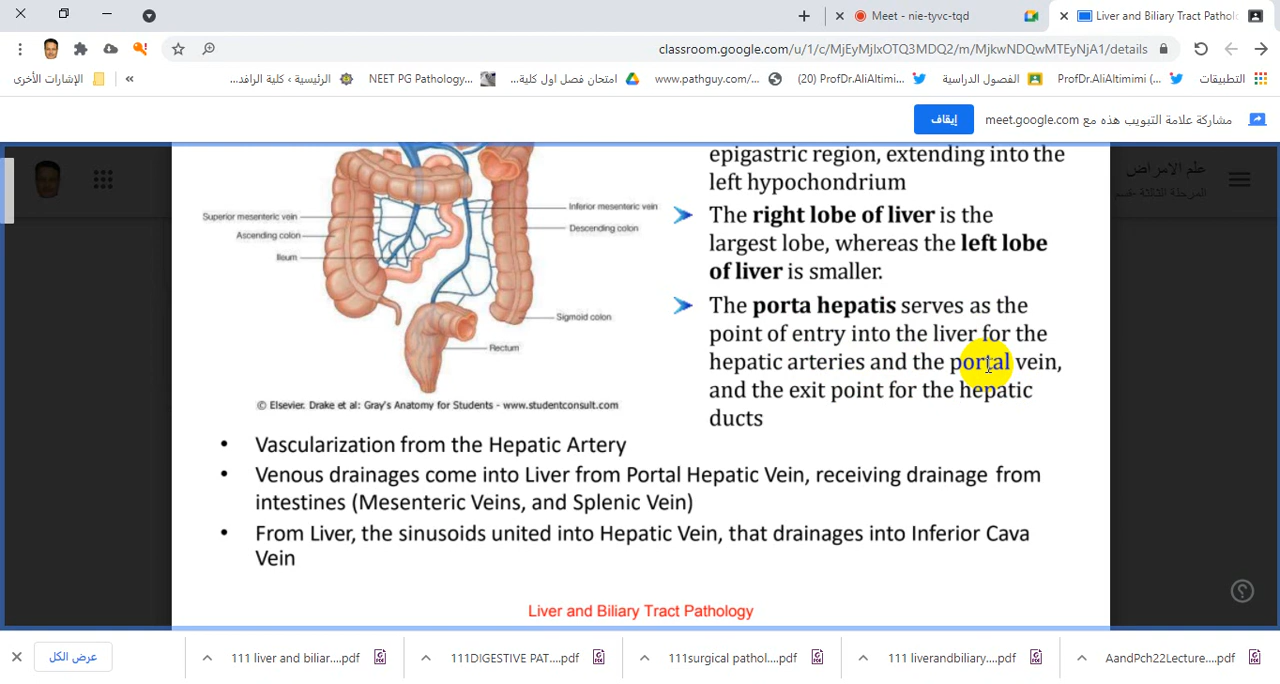 Meet - nie-tyvc-tqd
Liver and Biliary Tract Pathol
classroom.google.com/u/1/c/MjEyMjIxOTQ3MDQ2/m/MjkwNDQwMTEyNjA1/details
التطبيقات
ProfDr.AliAltimimi (...
الفصول الدراسية
(20) ProfDr.AliAltimi...
www.pathguy.com/...
امتحان فصل اول كلية...
NEET PG Pathology...
الرئيسية › كلية الرافد...
»
الإشارات الأخرى
مشاركة علامة التبويب هذه مع meet.google.com
إيقاف
علم الامراض
المرحلة الثالثة -قسم
epigastric region, extending into the
left hypochondrium
The right lobe of liver is the
largest lobe, whereas the left lobe
of liver is smaller.
The porta hepatis serves as the
point of entry into the liver for the
hepatic arteries and the portal vein,
and the exit point for the hepatic
ducts
Superior mesenteric vein
Ascending colon
Ileum
Inferior mesenteric vein
Descending colon
Sigmoid colon
Rectum
© Elsevier. Drake et al: Gray's Anatomy for Students - www.studentconsult.com
• Vascularization from the Hepatic Artery
• Venous drainages come into Liver from Portal Hepatic Vein, receiving drainage from
intestines (Mesenteric Veins, and Splenic Vein)
• From Liver, the sinusoids united into Hepatic Vein, that drainages into Inferior Cava
Vein
Liver and Biliary Tract Pathology
عرض الكل
111 liver and biliar....pdf
111DIGESTIVE PAT....pdf
111surgical pathol....pdf
111 liverandbiliary....pdf
AandPch22Lecture....pdf